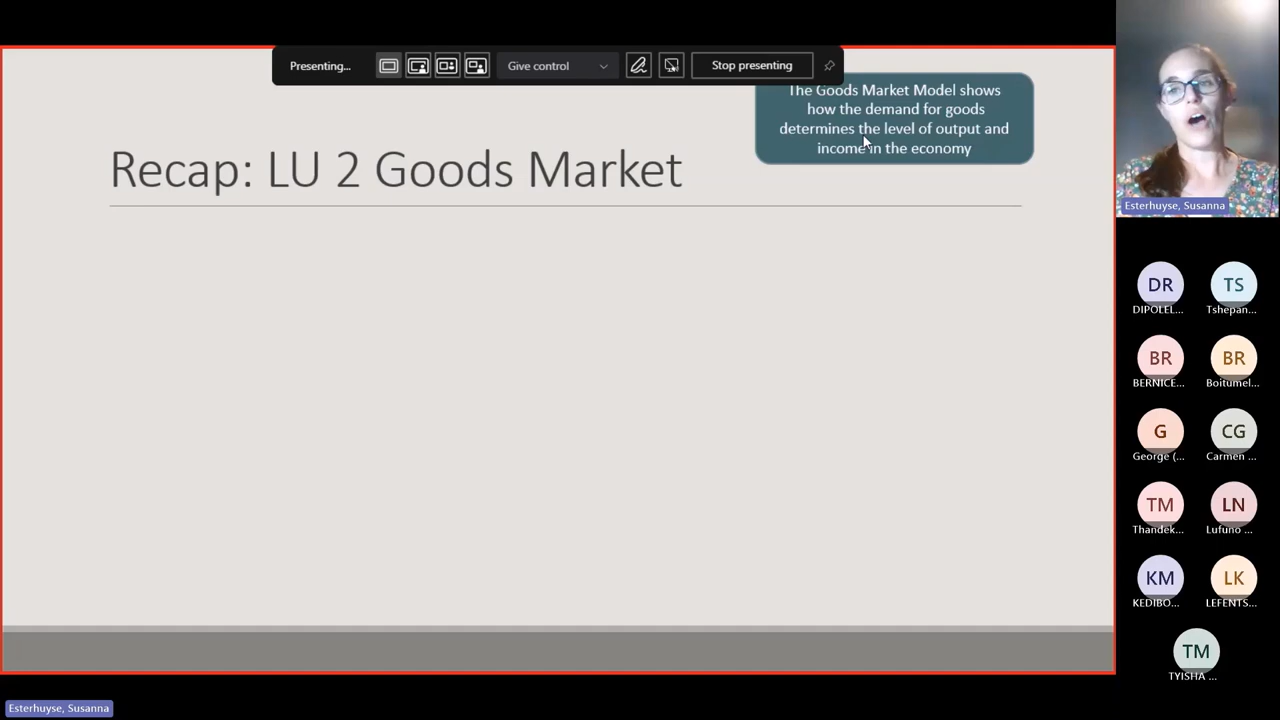 Presenting...
Give control
Stop presenting
The Goods Market Model shows
how the demand for goods
determines the level of output and
income in the economy
Recap: LU 2 Goods Market
Esterhuyse, Susanna
DR
TS
DIPOLEL...
Tshepan...
BR
BR
BERNICE...
Boitumel...
G
CG
George (...
Carmen ...
TM
LN
Thandek...
Lufuno ...
KM
LK
KEDIBO...
LEFENTS...
TM
TYISHA ...
Esterhuyse, Susanna